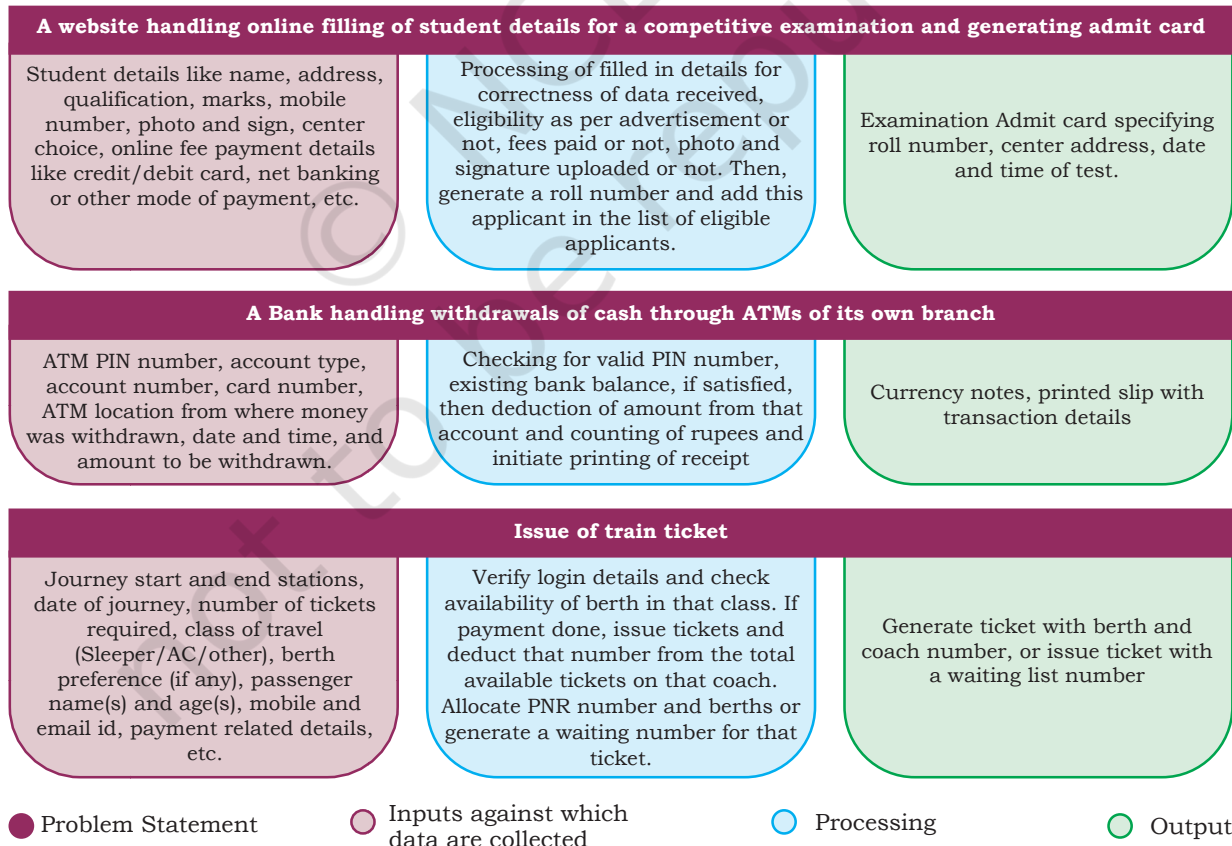 A website handling online filling of student details for a competitive examination and generating admit card
Student details like name, address,
qualification, marks, mobile
number, photo and sign, center
choice, online fee payment details
like credit/debit card, net banking
or other mode of payment, etc.
Processing of filled in details for
correctness of data received,
eligibility as per advertisement or
not, fees paid or not, photo and
signature uploaded or not. Then,
generate a roll number and add this
applicant in the list of eligible
applicants.
Examination Admit card specifying
roll number, center address, date
and time of test.
A Bank handling withdrawals of cash through ATMs of its own branch
ATM PIN number, account type,
account number, card number,
ATM location from where money
was withdrawn, date and time, and
amount to be withdrawn.
Checking for valid PIN number,
existing bank balance, if satisfied,
then deduction of amount from that
account and counting of rupees and
initiate printing of receipt
Currency notes, printed slip with
transaction details
Issue of train ticket
Journey start and end stations,
date of journey, number of tickets
required, class of travel
(Sleeper/AC/other), berth
preference (if any), passenger
name(s) and age(s), mobile and
email id, payment related details,
etc.
Verify login details and check
availability of berth in that class. If
payment done, issue tickets and
deduct that number from the total
available tickets on that coach.
Allocate PNR number and berths or
generate a waiting number for that
ticket.
Generate ticket with berth and
coach number, or issue ticket with
a waiting list number
Problem Statement
Inputs against which
data are collected
Processing
Output
© NC
not to be repu